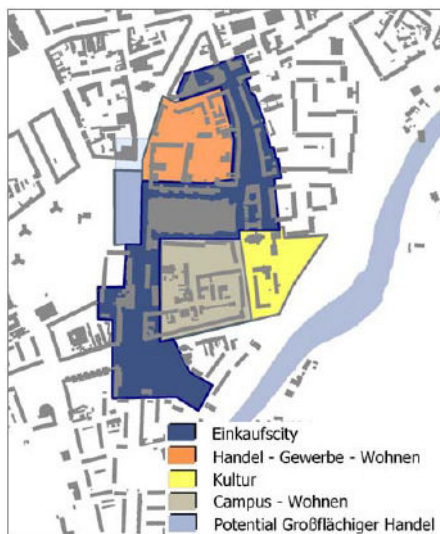 Einkaufscity
Handel - Gewerbe - Wohnen
Kultur
Campus - Wohnen
Potential Großflächiger Handel